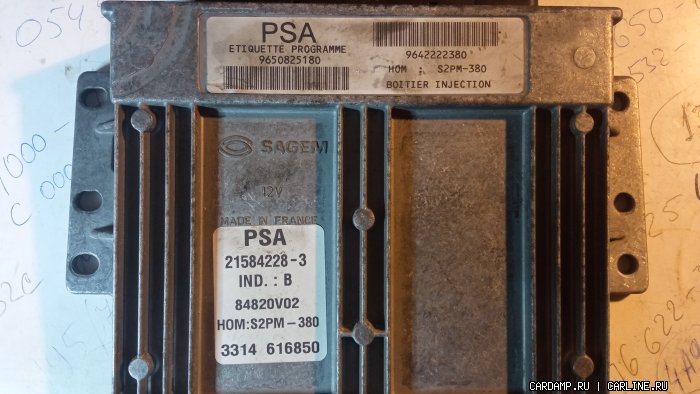 PSA
ETIQUETTE PROGRAMME
9650825180
9642222380
HOM : S2PM-380
BOITIER INJECTION
SAGEM
12V
MADE IN FRANCE
PSA
21584228-3
IND. : B
84820V02
HOM:S2PM-380
3314 616850
054
CARDAMP.RU | CARLINE.RU